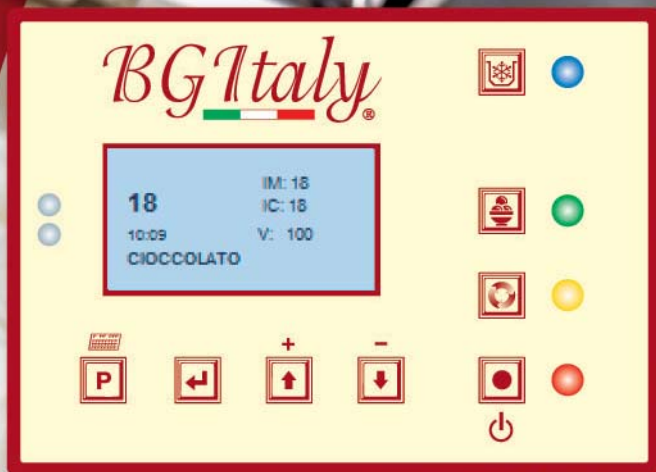 BGItaly®
IM: 18
18
IC: 18
10:09
V: 100
CIOCCOLATO
+
-
P